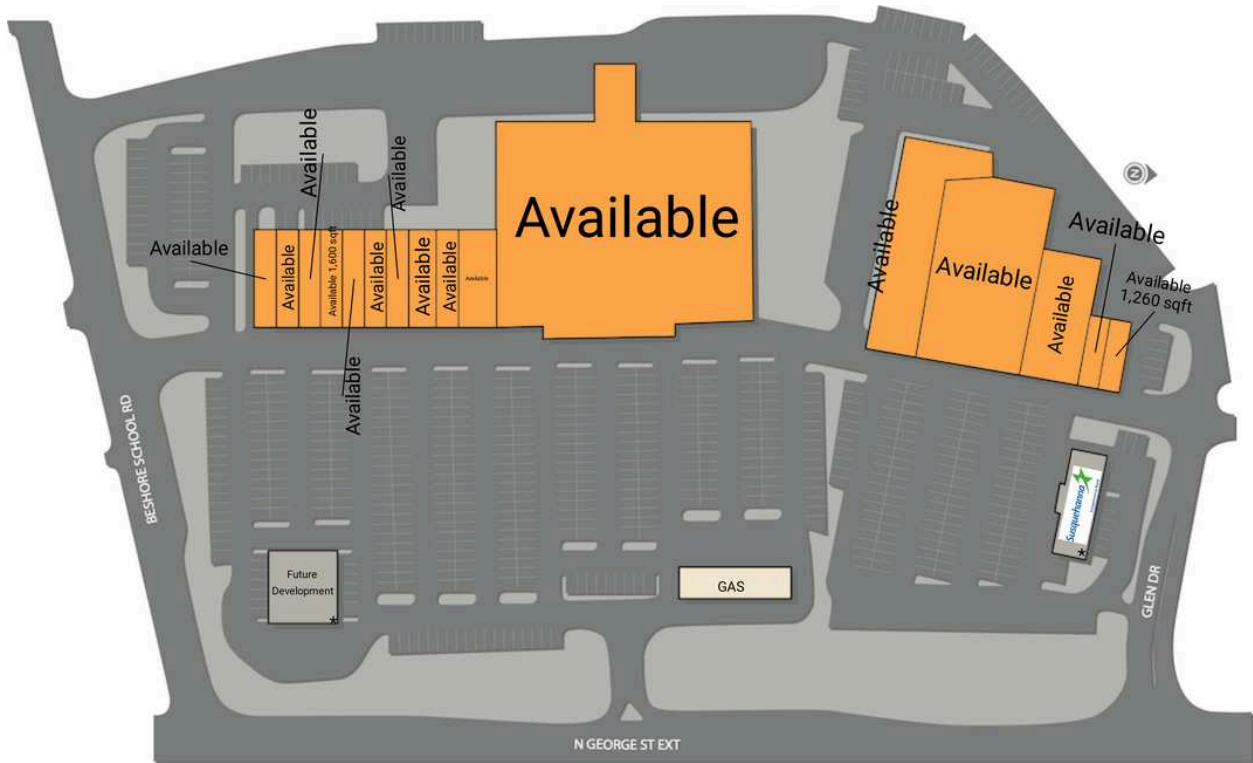 Available
Available
Available
Available
Available 1,600 sqft
Available
Available
Available
Available
Available
Available
Available
Available
Available
Available
Available
Available
1,260 sqft
N
BESHORE SCHOOL RD
Susquehanna
GLEN DR
Future
Development
*
GAS
*
N GEORGE ST EXT